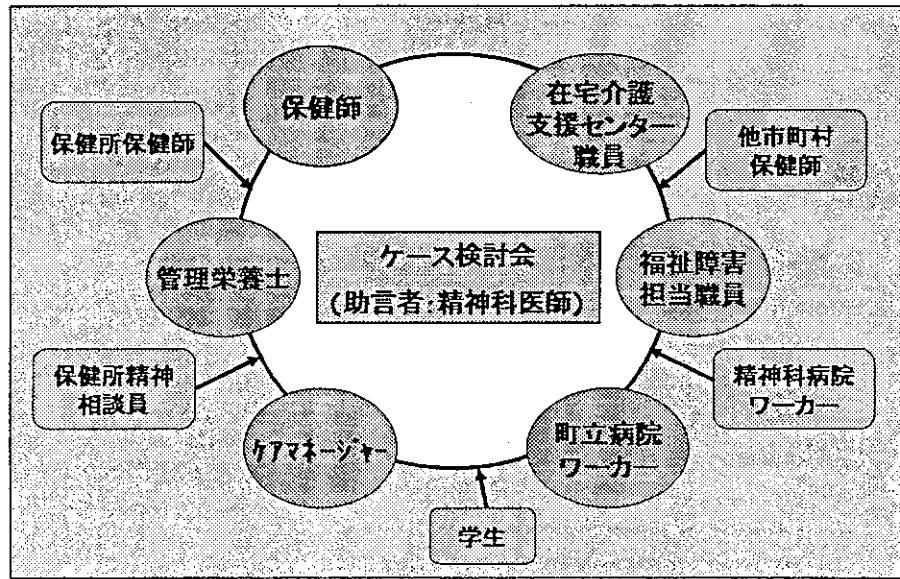 保健師
在宅介護
支援センター
職員
保健所保健師
他市町村
保健師
管理栄養士
ケース検討会
(助言者:精神科医師)
福祉障害
担当職員
保健所精神
相談員
精神科病院
ワーカー
ケアマネージャー
町立病院
ワーカー
学生